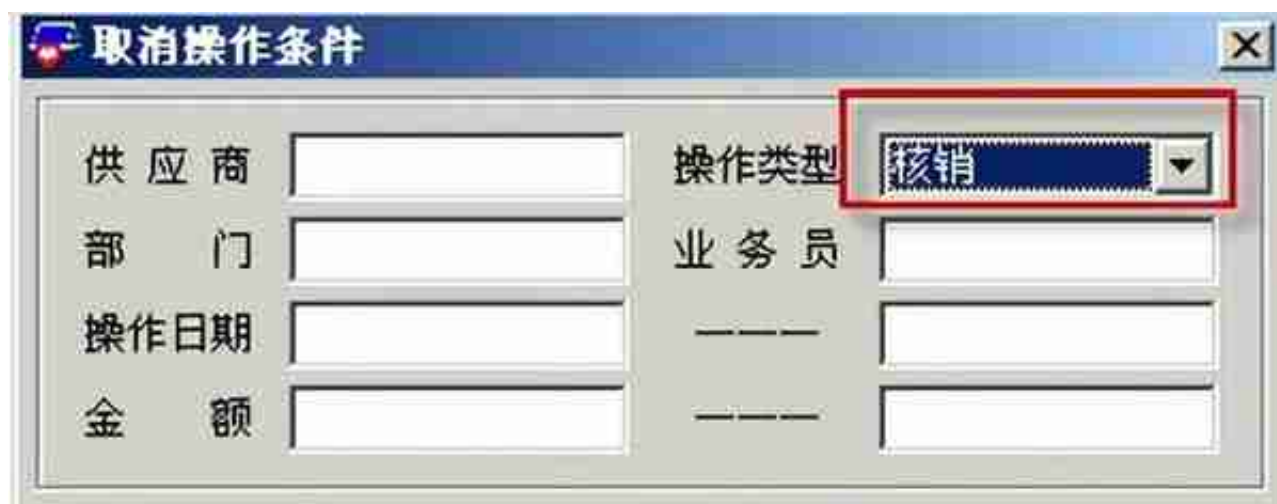 取消操作条件
供应商 操作类型 核销
部门 业务员
操作日期 ———
金额 ———